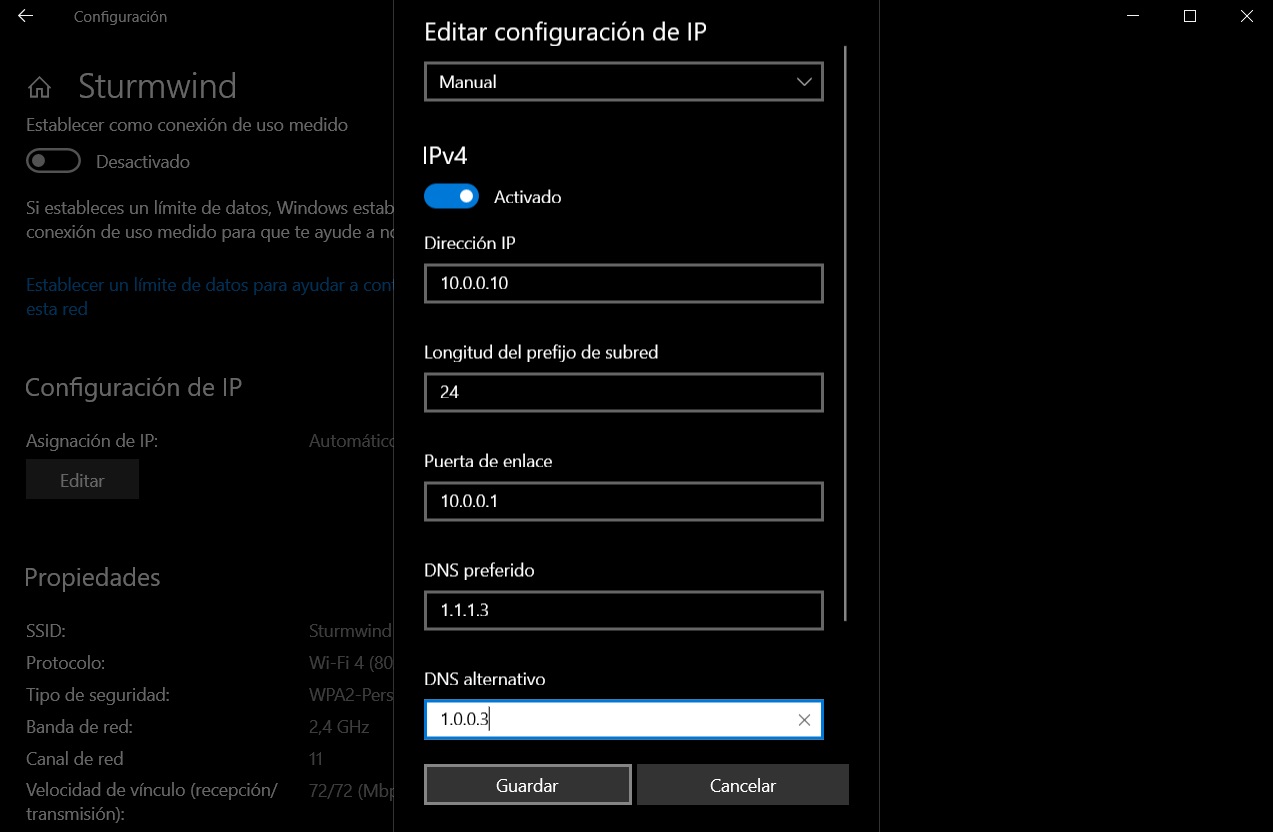 Configuración
Sturmwind
Establecer como conexión de uso medido
Desactivado
Si estableces un límite de datos, Windows estab
conexión de uso medido para que te ayude a no
Establecer un límite de datos para ayudar a cont
esta red
Configuración de IP
Asignación de IP: Automático
Editar
Propiedades
SSID: Sturmwind
Protocolo: Wi-Fi 4 (80
Tipo de seguridad: WPA2-Pers
Banda de red: 2,4 GHz
Canal de red 11
Velocidad de vínculo (recepción/ 72/72 (Mbp
transmisión):
Editar configuración de IP
Manual
IPv4
Activado
Dirección IP
10.0.0.10
Longitud del prefijo de subred
24
Puerta de enlace
10.0.0.1
DNS preferido
1.1.1.3
DNS alternativo
1.0.0.3
Guardar Cancelar